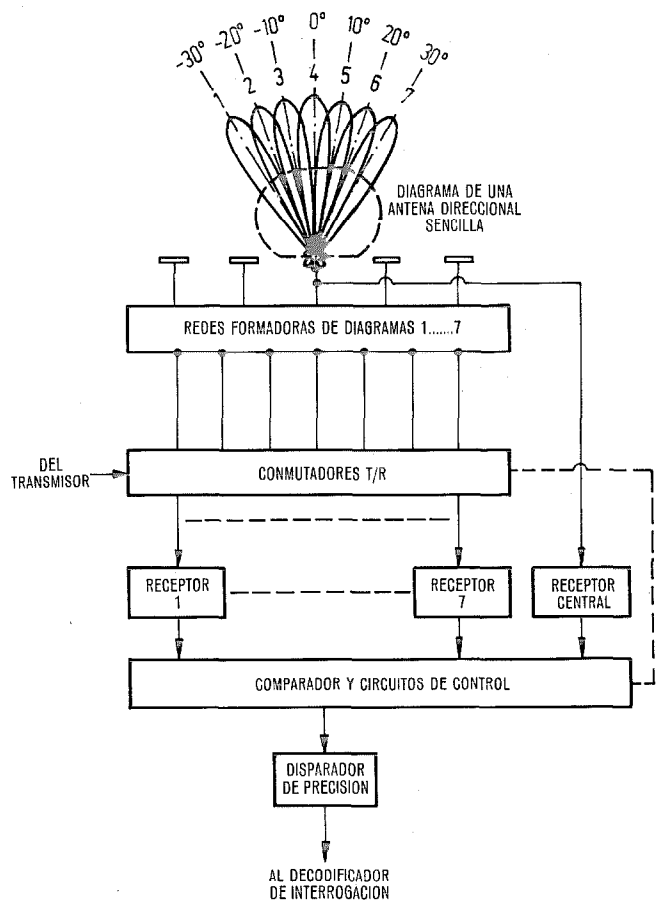 -30° -20° -10° 0° 10° 20° 30°
1 2 3 4 5 6 7
DIAGRAMA DE UNA
ANTENA DIRECCIONAL
SENCILLA
REDES FORMADORAS DE DIAGRAMAS 1.......7
DEL
TRANSMISOR
CONMUTADORES T/R
RECEPTOR
1
RECEPTOR
7
RECEPTOR
CENTRAL
COMPARADOR Y CIRCUITOS DE CONTROL
DISPARADOR
DE PRECISION
AL DECODIFICADOR
DE INTERROGACION